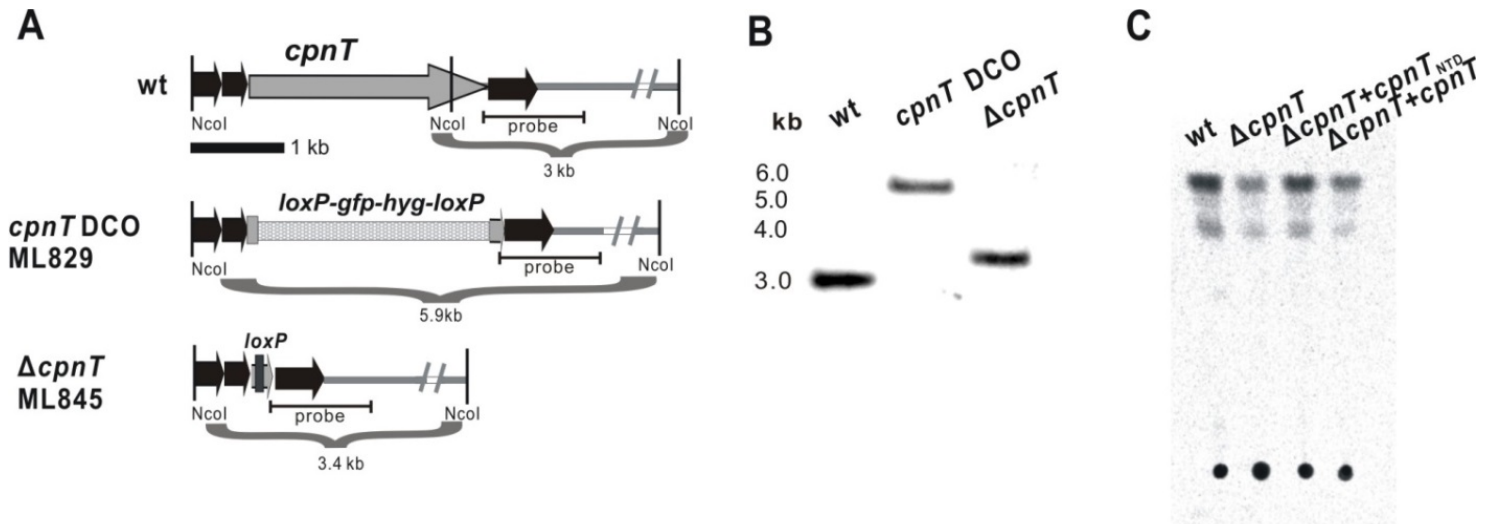 A
cpnT
wt
NcoI NcoI NcoI
probe
1 kb
3 kb
loxP-gfp-hyg-loxP
cpnT DCO
ML829
NcoI NcoI
probe
5.9kb
loxP
ΔcpnT
ML845
NcoI NcoI
probe
3.4 kb
B
kb wt cpnT DCO ΔcpnT
6.0
5.0
4.0
3.0
C
wt ΔcpnT ΔcpnT+cpnTNTD ΔcpnT+cpnT